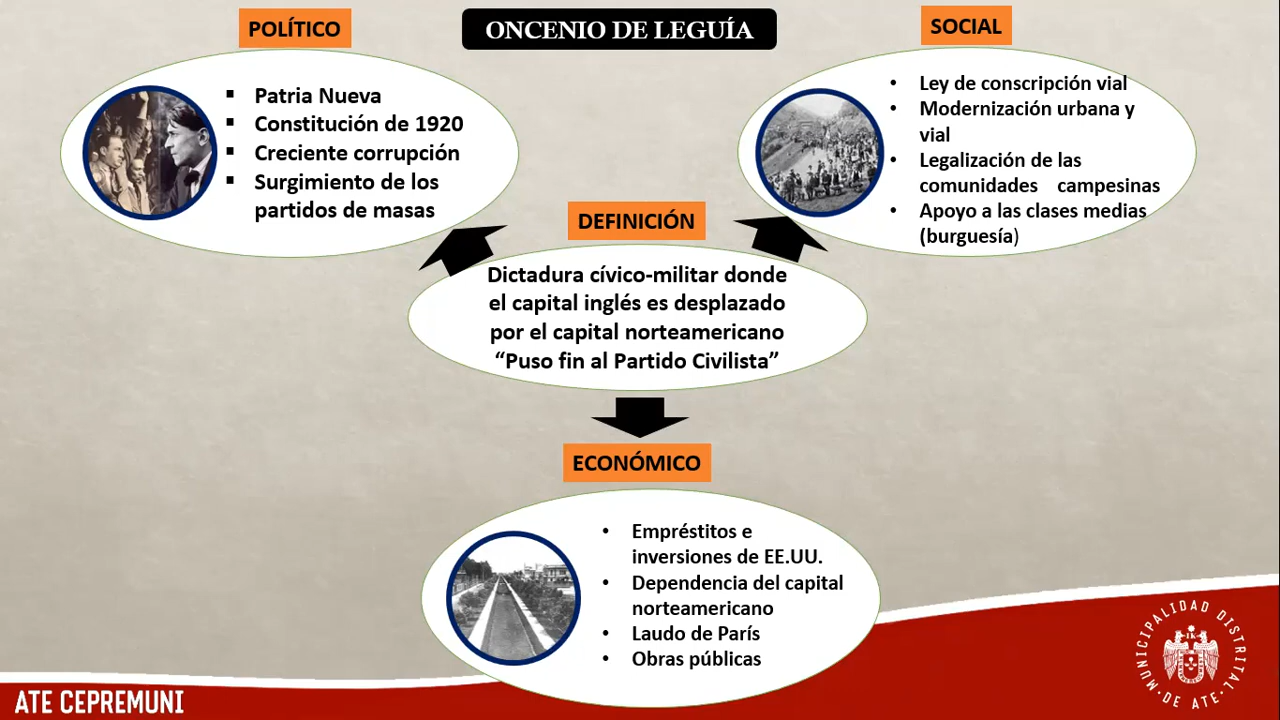 ONCENIO DE LEGUÍA
POLÍTICO
▪ Patria Nueva
▪ Constitución de 1920
▪ Creciente corrupción
▪ Surgimiento de los
partidos de masas
SOCIAL
• Ley de conscripción vial
• Modernización urbana y
vial
• Legalización de las
comunidades campesinas
• Apoyo a las clases medias
(burguesía)
DEFINICIÓN
Dictadura cívico-militar donde
el capital inglés es desplazado
por el capital norteamericano
“Puso fin al Partido Civilista”
ECONÓMICO
• Empréstitos e
inversiones de EE.UU.
• Dependencia del capital
norteamericano
• Laudo de París
• Obras públicas
ATE CEPREMUNI
MUNICIPALIDAD DISTRITAL
· DE ATE ·